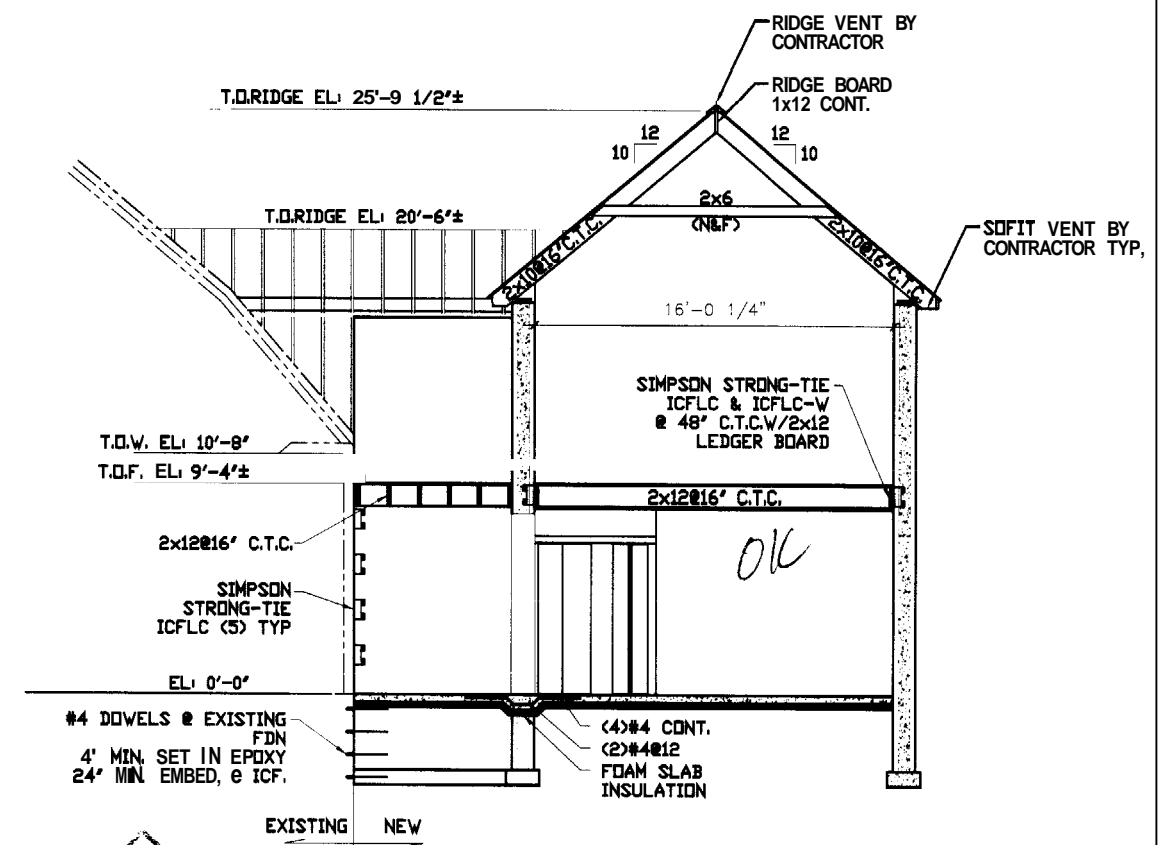 RIDGE VENT BY
CONTRACTOR
T.O.RIDGE EL: 25'-9 1/2"±
RIDGE BOARD
1x12 CONT.
12
10
12
10
2x6
(N&F)
T.O.RIDGE EL: 20'-6"±
2x10@16"C.T.C.
2x10@16"C.T.C.
SOFIT VENT BY
CONTRACTOR TYP,
16'-0 1/4"
SIMPSON STRONG-TIE
ICFLC & ICFLC-W
@ 48" C.T.C.W/2x12
LEDGER BOARD
T.O.W. EL: 10'-8"
T.O.F. EL: 9'-4"±
2x12@16" C.T.C.
2x12@16" C.T.C.
OK
SIMPSON
STRONG-TIE
ICFLC (5) TYP
EL: 0'-0"
#4 DOWELS @ EXISTING
FDN
4' MIN. SET IN EPOXY
24" MIN. EMBED, @ ICF.
(4)#4 CONT.
(2)#4@12
FOAM SLAB
INSULATION
EXISTING NEW